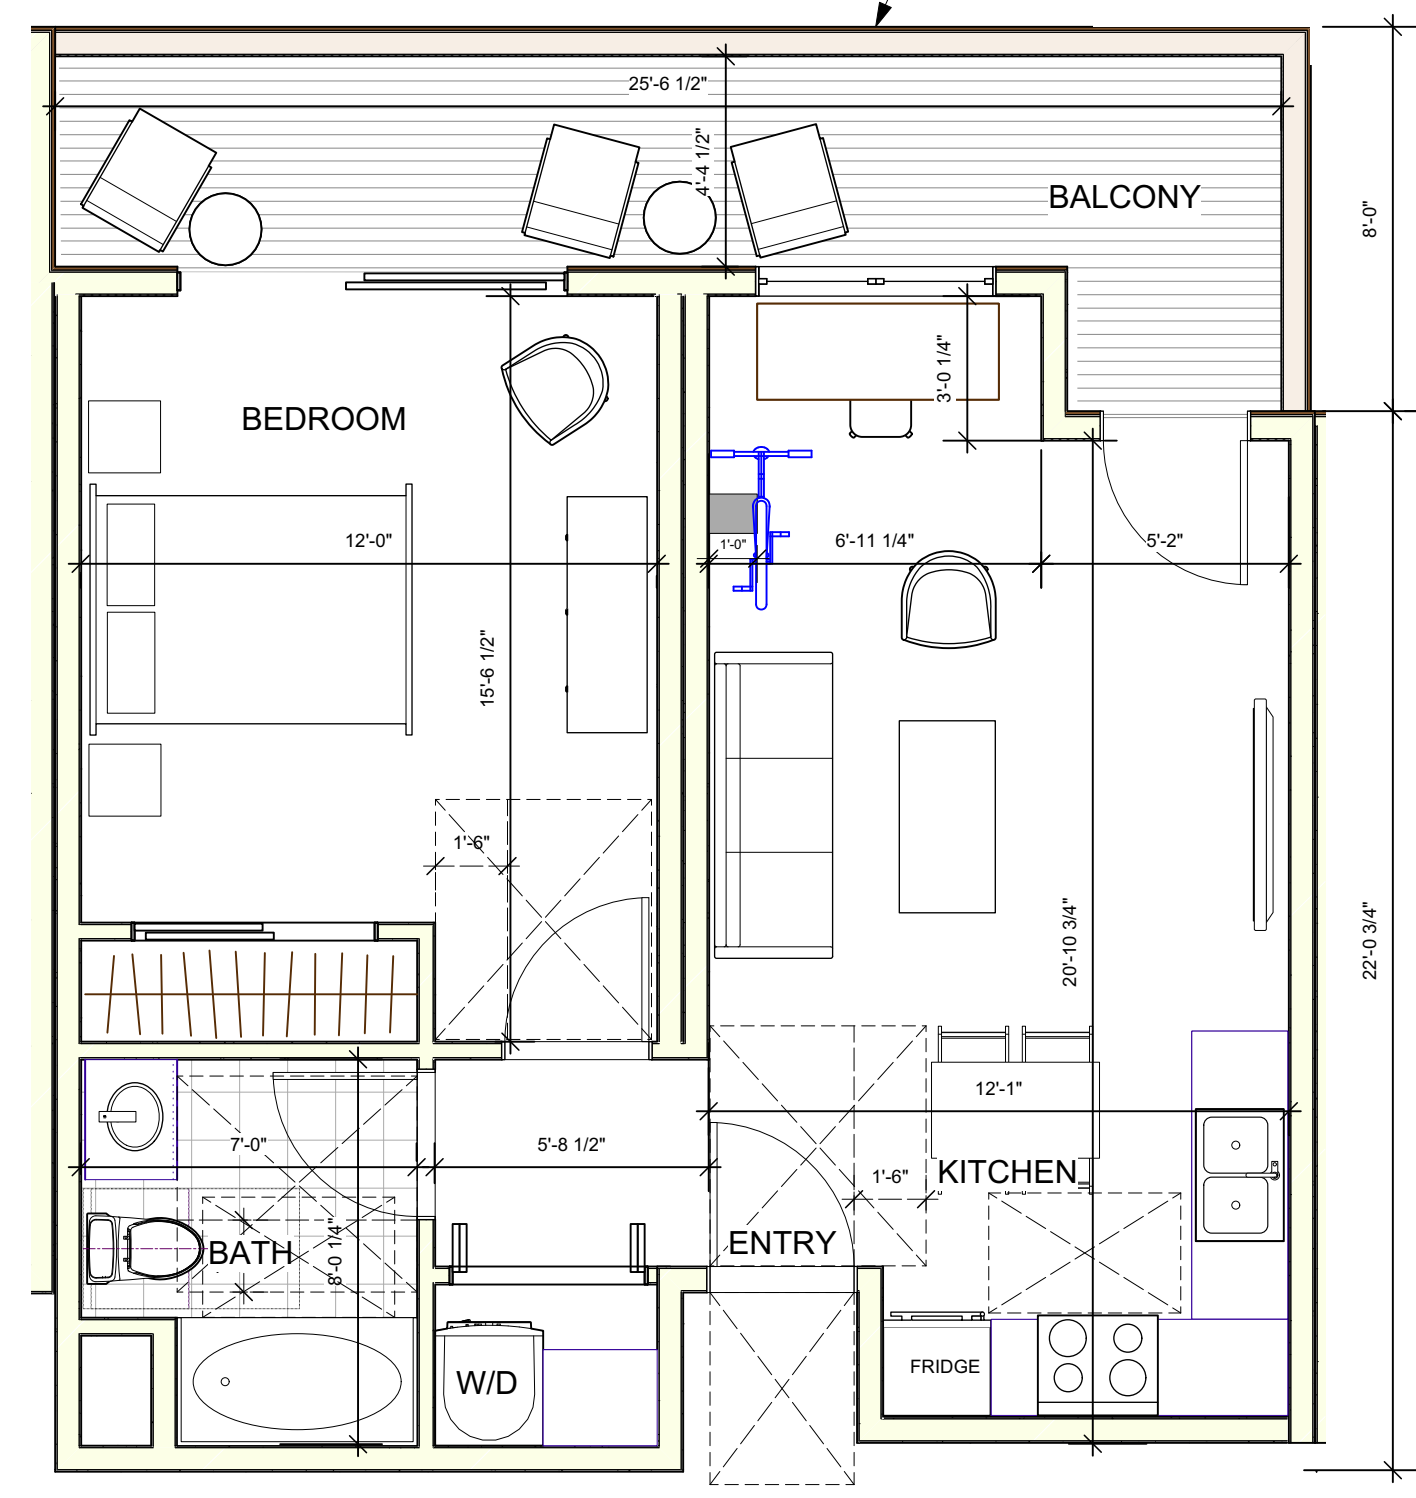 25'-6 1/2"
4'-4 1/2"
BALCONY
8'-0"
3'-0 1/4"
BEDROOM
12'-0"
1'-0"
6'-11 1/4"
5'-2"
15'-6 1/2"
1'-6"
20'-10 3/4"
22'-0 3/4"
12'-1"
7'-0"
5'-8 1/2"
1'-6"
KITCHEN
BATH
8'-0 1/4"
ENTRY
FRIDGE
W/D